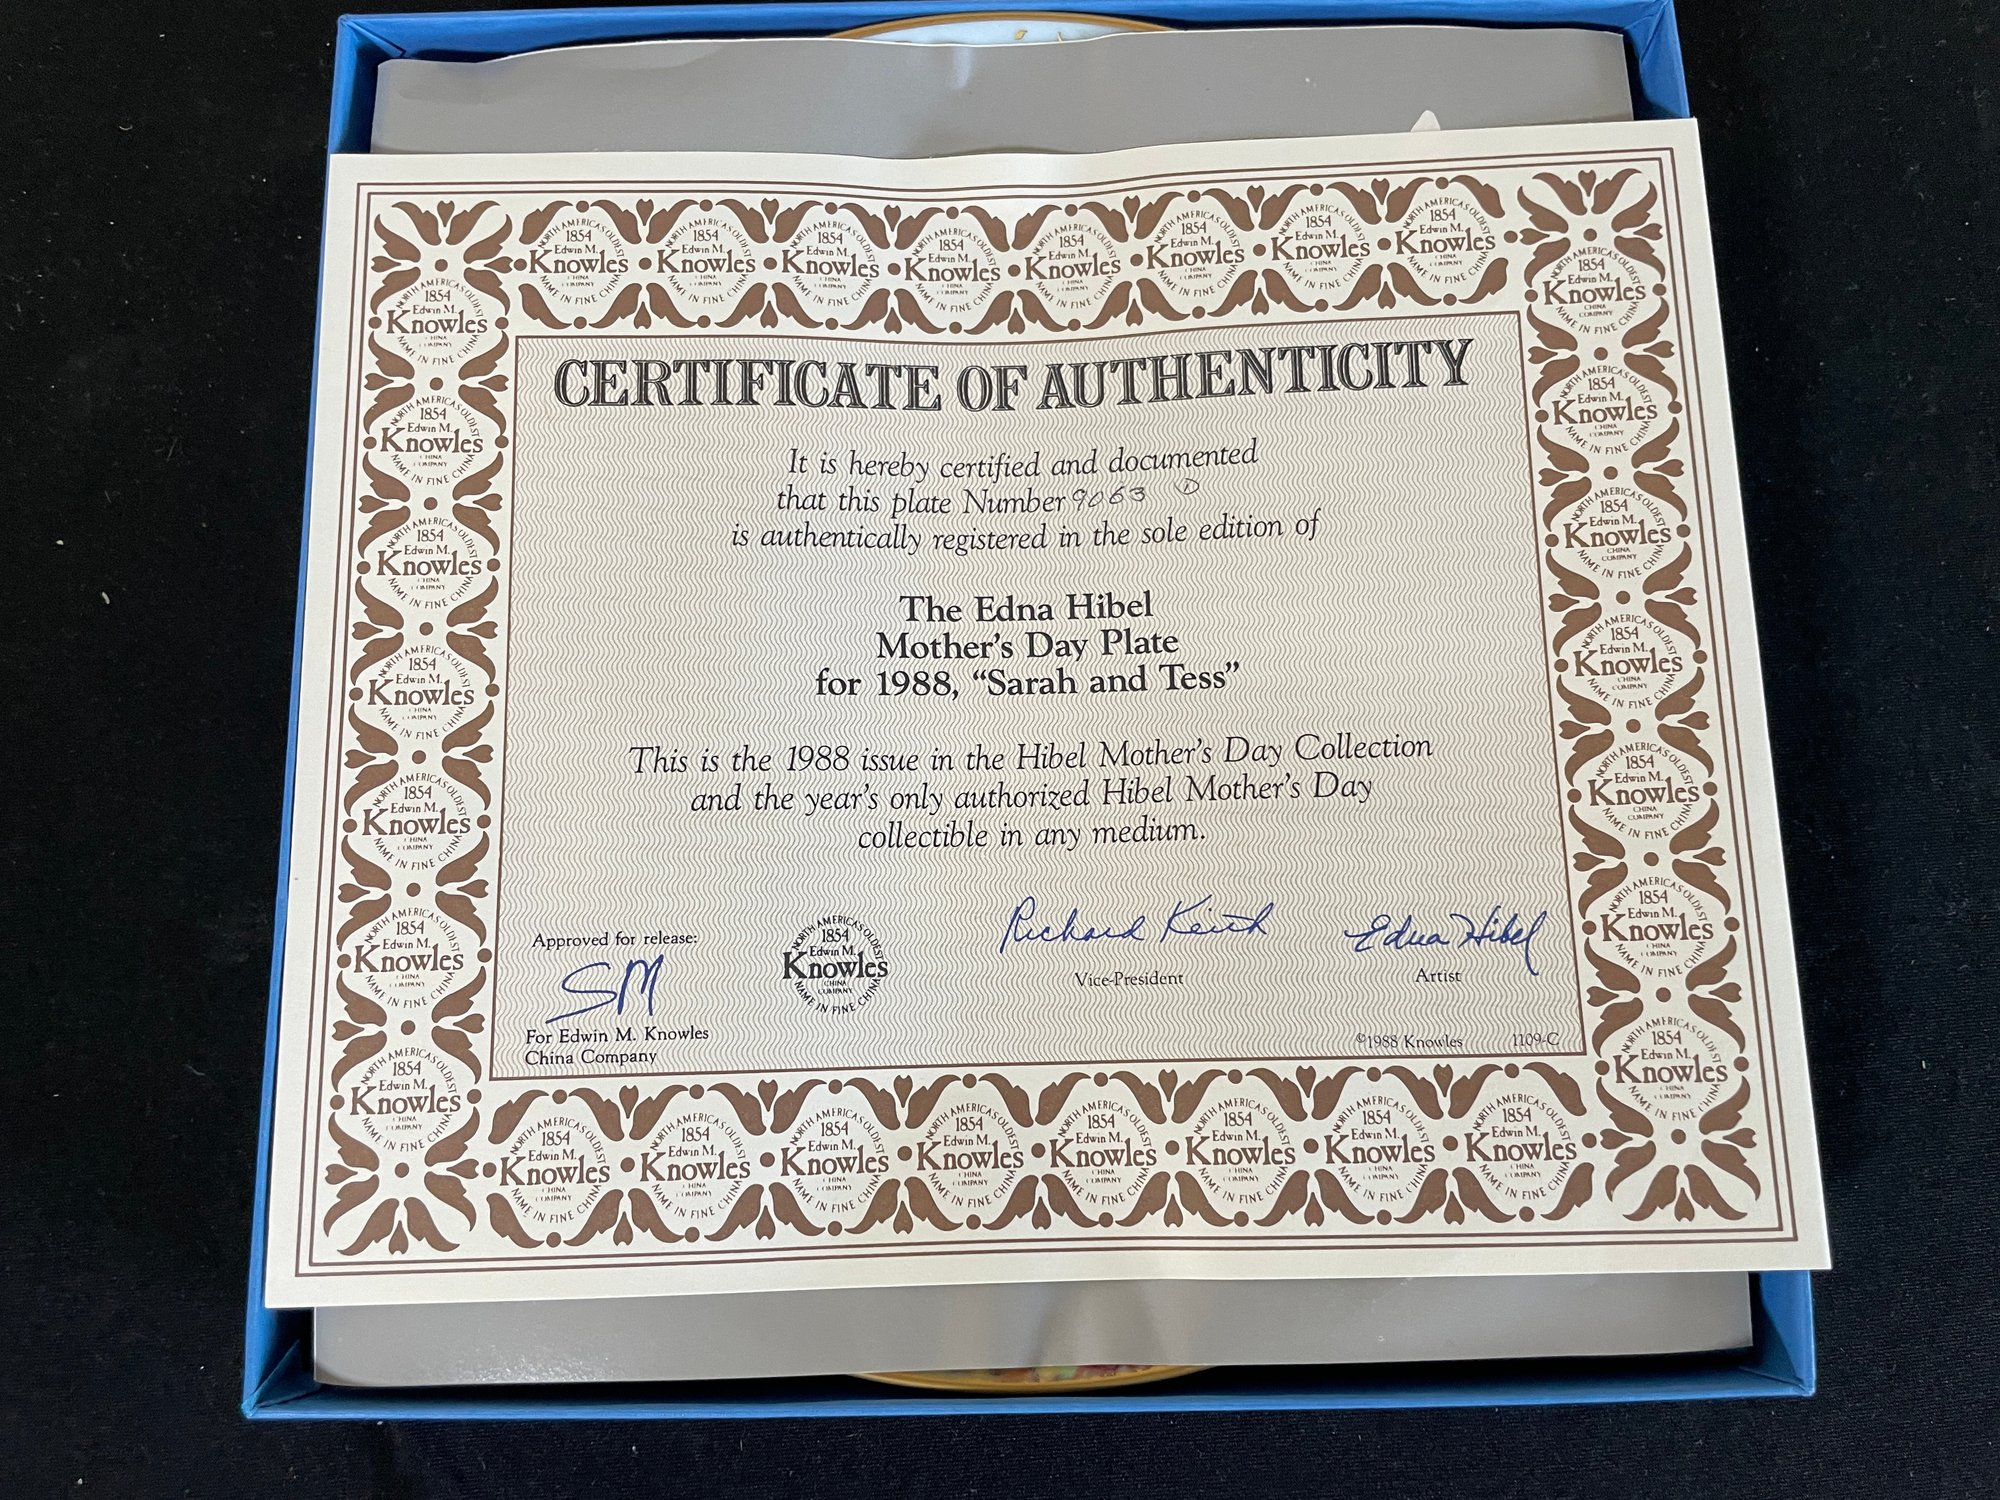 CERTIFICATE OF AUTHENTICITY
It is hereby certified and documented
that this plate Number 9063 D
is authentically registered in the sole edition of
The Edna Hibel
Mother's Day Plate
for 1988, “Sarah and Tess”
This is the 1988 issue in the Hibel Mother's Day Collection
and the year's only authorized Hibel Mother's Day
collectible in any medium.
Approved for release:
SM
For Edwin M. Knowles
China Company
NORTH AMERICA'S OLDEST
1854
Edwin M.
Knowles
CHINA
COMPANY
NAME IN FINE CHINA
Richard Keith
Vice-President
Edna Hibel
Artist
©1988 Knowles 1109-C